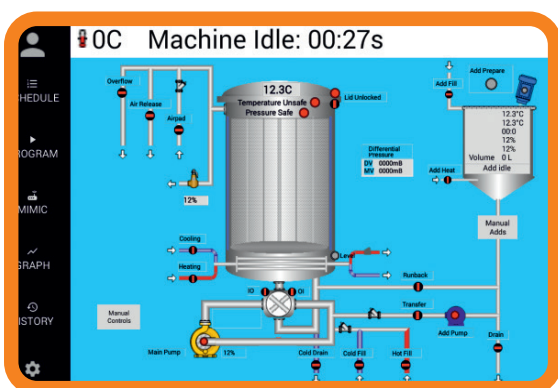 0C Machine Idle: 00:27s
HEDULE
ROGRAM
MIMIC
GRAPH
ISTORY
Overflow
Air Release
Airpad
12%
12.3C
Temperature Unsafe
Pressure Safe
Lid Unlocked
Differential
Pressure
DV 0000mB
MV 0000mB
Add Prepare
Add Fill
12.3°C
12.3°C
00:0
12%
12%
Volume 0 L
Add idle
Add Heat
Manual
Adds
Cooling
Heating
Level
IO
OI
Runback
Transfer
Add Pump
Drain
Manual
Controls
Main Pump
12%
Cold Drain
Cold Fill
Hot Fill